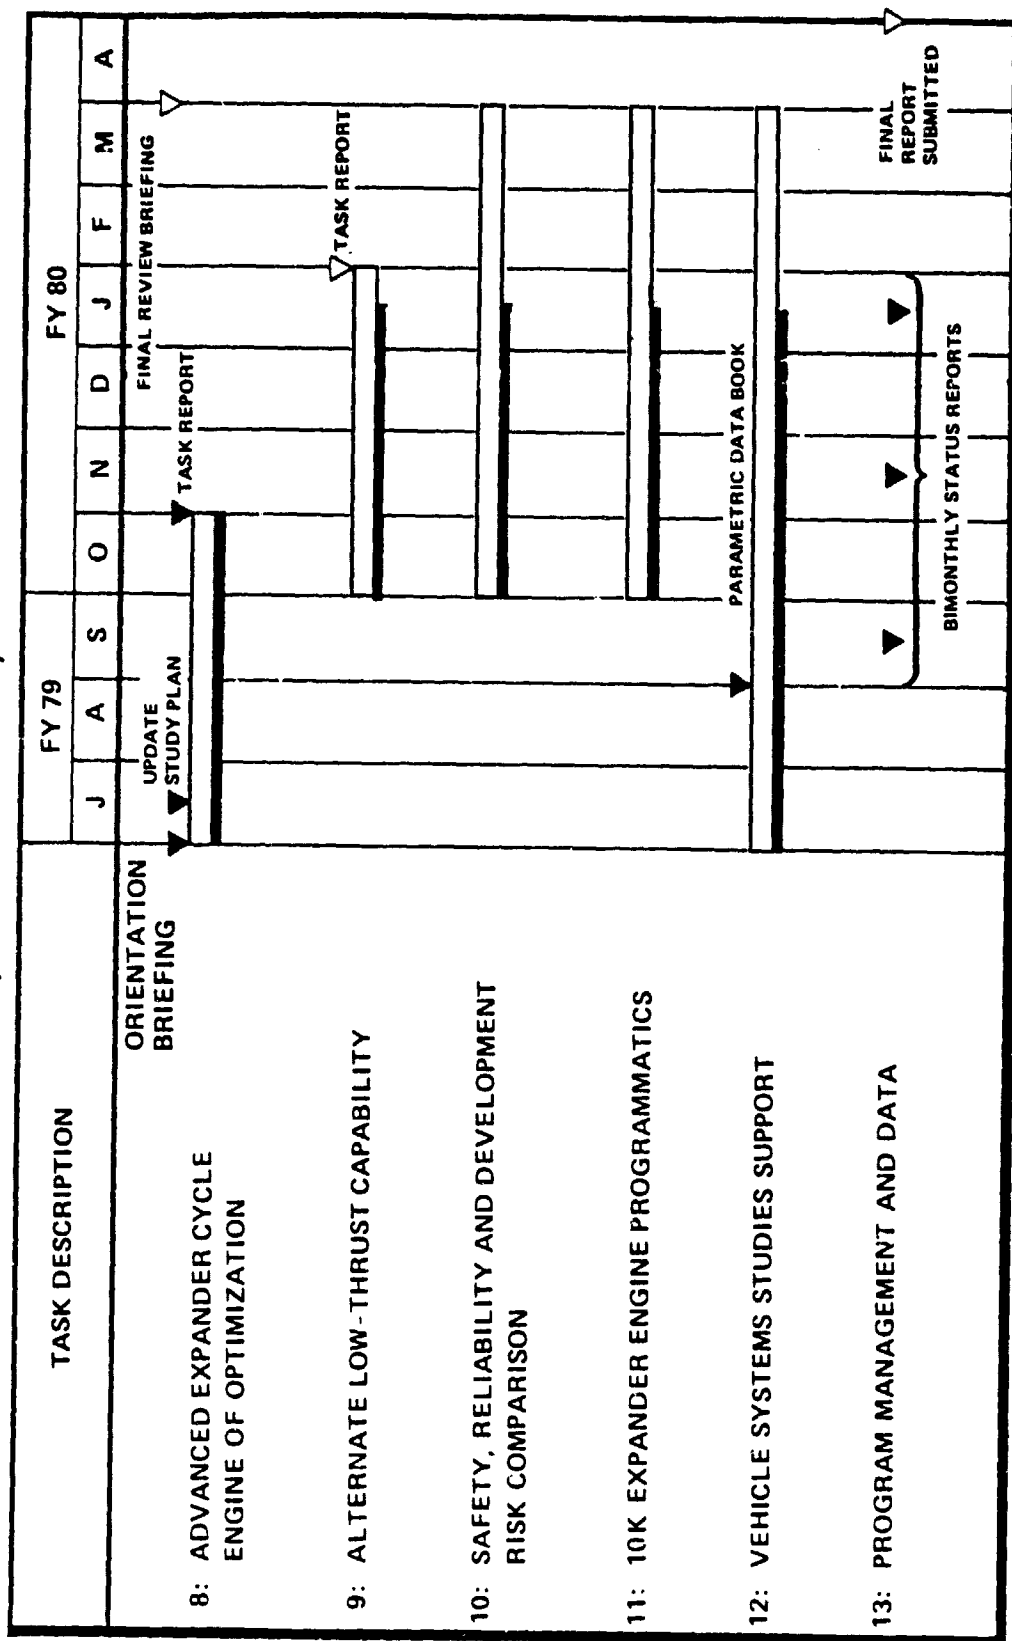 TASK DESCRIPTION
FY 79
FY 80
J A S O N D J F M A
ORIENTATION
BRIEFING
UPDATE
STUDY PLAN
TASK REPORT
FINAL REVIEW BRIEFING
8: ADVANCED EXPANDER CYCLE
ENGINE OF OPTIMIZATION
TASK REPORT
9: ALTERNATE LOW-THRUST CAPABILITY
10: SAFETY, RELIABILITY AND DEVELOPMENT
RISK COMPARISON
11: 10K EXPANDER ENGINE PROGRAMMATICS
PARAMETRIC DATA BOOK
12: VEHICLE SYSTEMS STUDIES SUPPORT
13: PROGRAM MANAGEMENT AND DATA
BIMONTHLY STATUS REPORTS
FINAL
REPORT
SUBMITTED